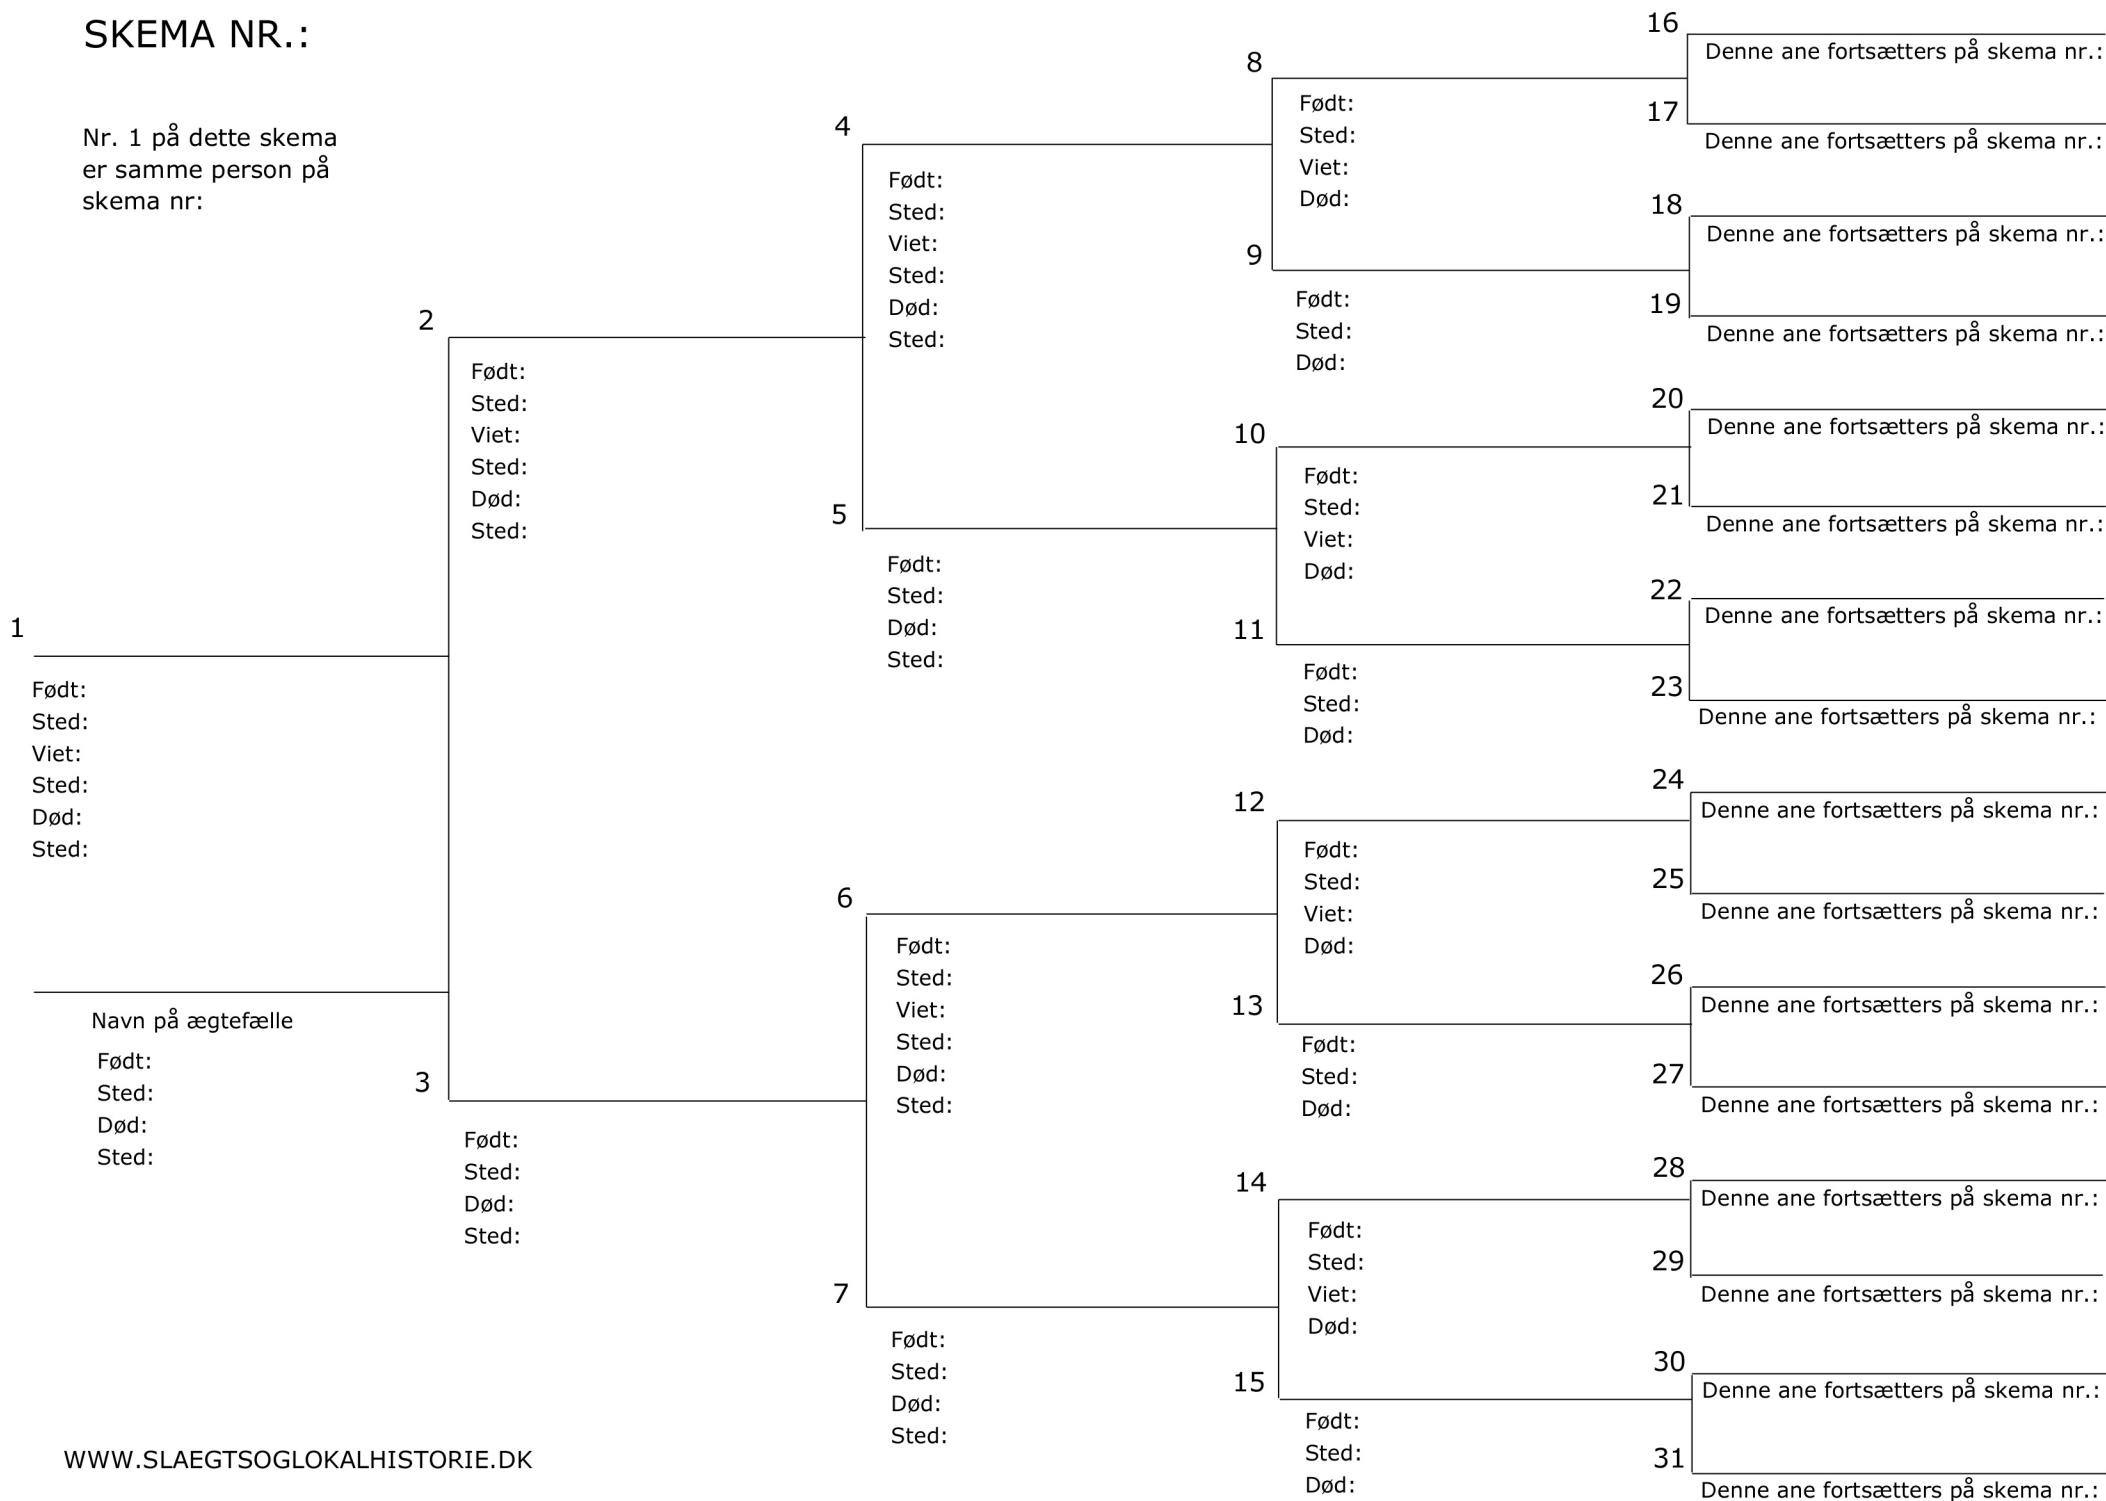 SKEMA NR.:
Nr. 1 på dette skema
er samme person på
skema nr:
1
Født:
Sted:
Viet:
Sted:
Død:
Sted:
Navn på ægtefælle
Født:
Sted:
Død:
Sted:
2
Født:
Sted:
Viet:
Sted:
Død:
Sted:
3
Født:
Sted:
Død:
Sted:
4
Født:
Sted:
Viet:
Sted:
Død:
Sted:
5
Født:
Sted:
Død:
Sted:
6
Født:
Sted:
Viet:
Sted:
Død:
Sted:
7
Født:
Sted:
Død:
Sted:
8
Født:
Sted:
Viet:
Død:
9
Født:
Sted:
Død:
10
Født:
Sted:
Viet:
Død:
11
Født:
Sted:
Død:
12
Født:
Sted:
Viet:
Død:
13
Født:
Sted:
Død:
14
Født:
Sted:
Viet:
Død:
15
Født:
Sted:
Død:
16
Denne ane fortsætters på skema nr.:
17
Denne ane fortsætters på skema nr.:
18
Denne ane fortsætters på skema nr.:
19
Denne ane fortsætters på skema nr.:
20
Denne ane fortsætters på skema nr.:
21
Denne ane fortsætters på skema nr.:
22
Denne ane fortsætters på skema nr.:
23
Denne ane fortsætters på skema nr.:
24
Denne ane fortsætters på skema nr.:
25
Denne ane fortsætters på skema nr.:
26
Denne ane fortsætters på skema nr.:
27
Denne ane fortsætters på skema nr.:
28
Denne ane fortsætters på skema nr.:
29
Denne ane fortsætters på skema nr.:
30
Denne ane fortsætters på skema nr.:
31
Denne ane fortsætters på skema nr.:
WWW.SLAEGTSOGLOKALHISTORIE.DK